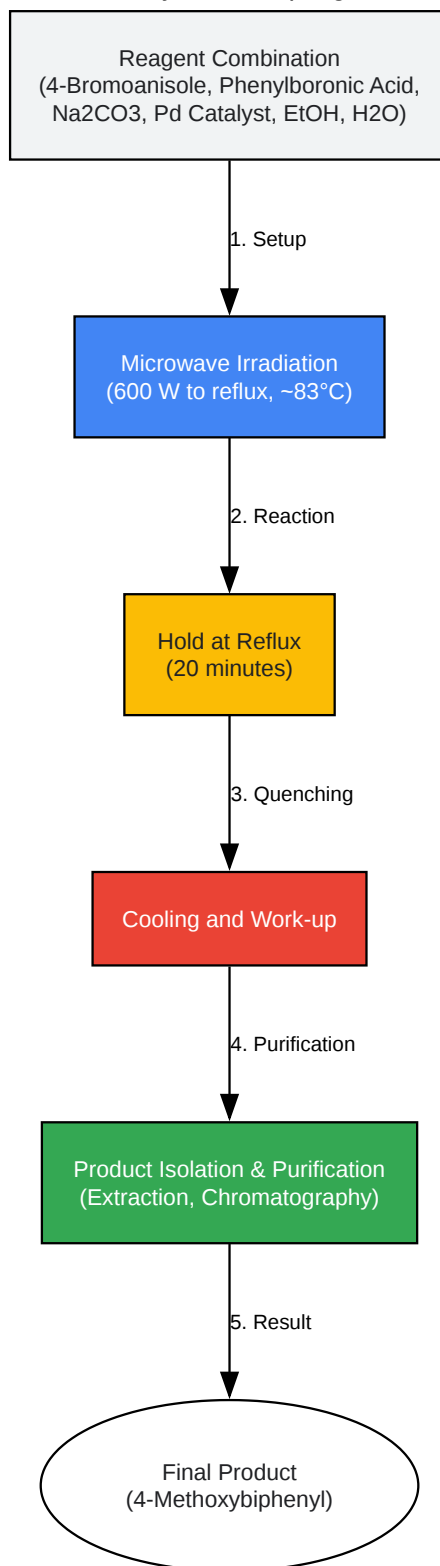 Reagent Combination
(4-Bromoanisole, Phenylboronic Acid,
Na2CO3, Pd Catalyst, EtOH, H2O)
1. Setup
Microwave Irradiation
(600 W to reflux, ~83°C)
2. Reaction
Hold at Reflux
(20 minutes)
3. Quenching
Cooling and Work-up
4. Purification
Product Isolation & Purification
(Extraction, Chromatography)
5. Result
Final Product
(4-Methoxybiphenyl)